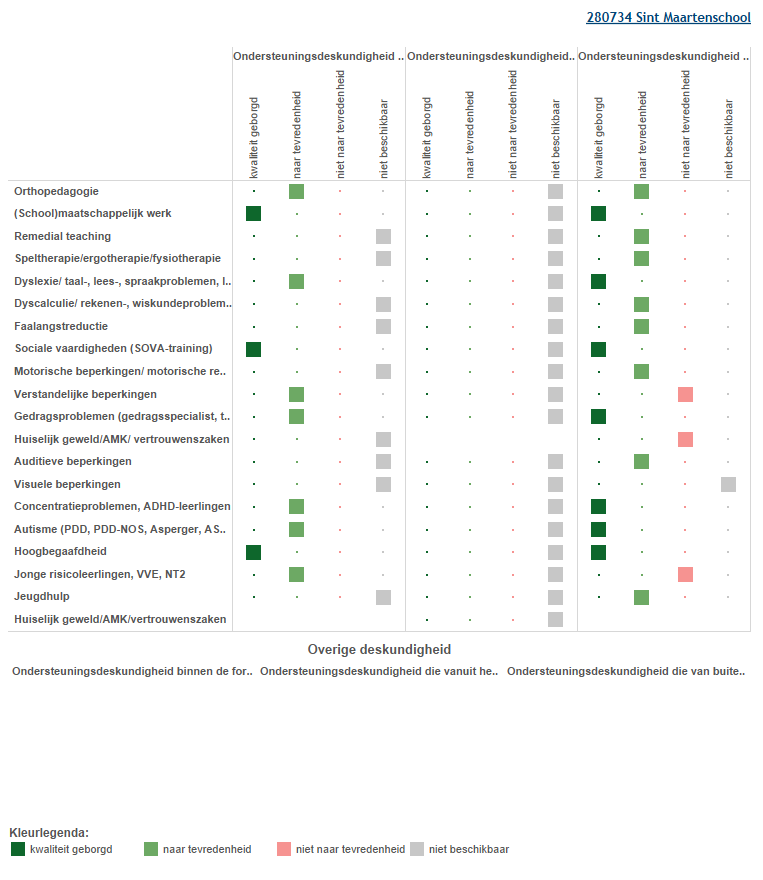 280734 Sint Maartenschool
Ondersteuningsdeskundigheid .. Ondersteuningsdeskundigheid.. Ondersteuningsdeskundigheid ..
kwaliteit geborgd naar tevredenheid niet naar tevredenheid niet beschikbaar kwaliteit geborgd naar tevredenheid niet naar tevredenheid niet beschikbaar kwaliteit geborgd naar tevredenheid niet naar tevredenheid niet beschikbaar
Orthopedagogie
(School)maatschappelijk werk
Remedial teaching
Speltherapie/ergotherapie/fysiotherapie
Dyslexie/ taal-, lees-, spraakproblemen, l..
Dyscalculie/ rekenen-, wiskundeproblem..
Faalangstreductie
Sociale vaardigheden (SOVA-training)
Motorische beperkingen/ motorische re..
Verstandelijke beperkingen
Gedragsproblemen (gedragsspecialist, t..
Huiselijk geweld/AMK/ vertrouwenszaken
Auditieve beperkingen
Visuele beperkingen
Concentratieproblemen, ADHD-leerlingen
Autisme (PDD, PDD-NOS, Asperger, AS..
Hoogbegaafdheid
Jonge risicoleerlingen, VVE, NT2
Jeugdhulp
Huiselijk geweld/AMK/vertrouwenszaken
Overige deskundigheid
Ondersteuningsdeskundigheid binnen de for.. Ondersteuningsdeskundigheid die vanuit he.. Ondersteuningsdeskundigheid die van buite..
Kleurlegenda:
kwaliteit geborgd naar tevredenheid niet naar tevredenheid niet beschikbaar